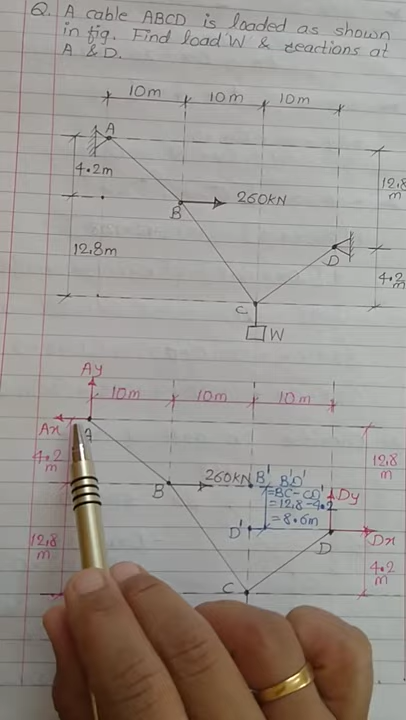 Q. A cable ABCD is loaded as shown
in fig. Find load W & reactions at
A & D.
10m 10m 10m
A
4.2m
12.8
m
B
260kN
12.8m
D
4.2
m
C
W
Ay
10m 10m 10m
Ax
A
4.2
m
12.8
m
B
260kN
B' B'D'
=BC-CD'
=12.8-4.2
=8.6m
Dy
D'
D
Dx
12.8
m
4.2
m
C